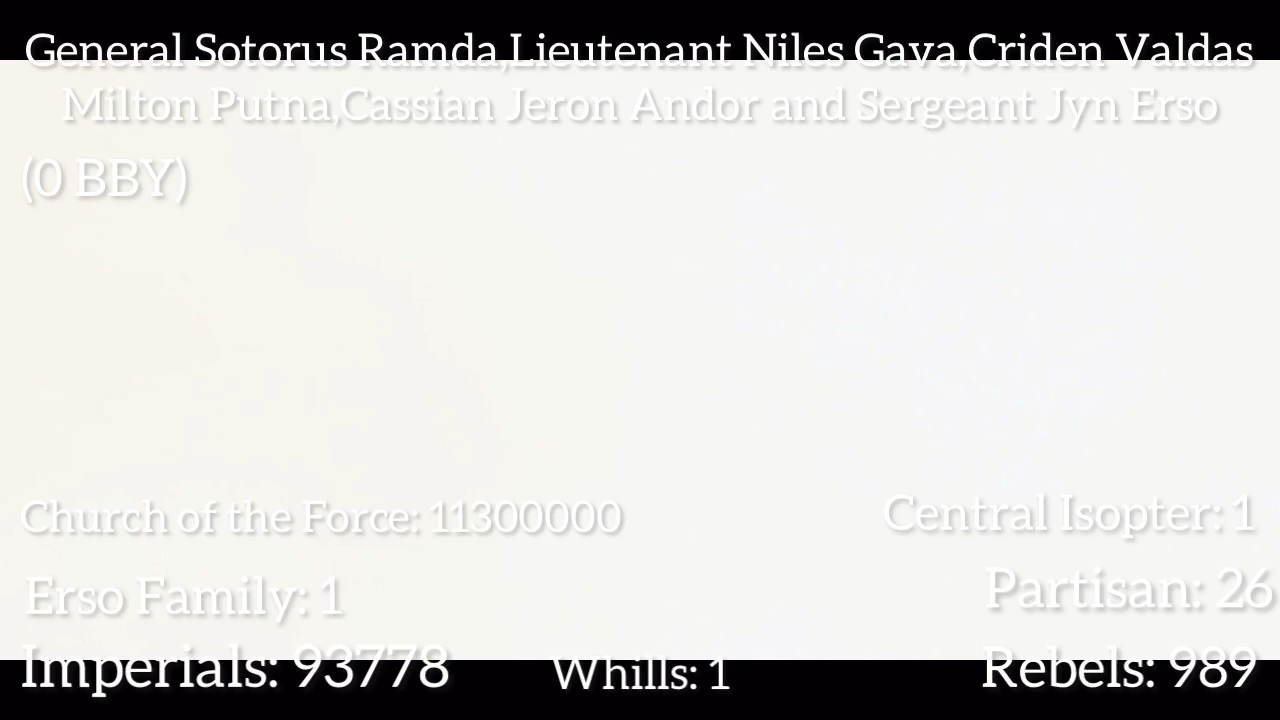 General Sotorus Ramda,Lieutenant Niles Gava,Criden Valdas
Milton Putna,Cassian Jeron Andor and Sergeant Jyn Erso
(0 BBY)
Church of the Force: 11300000
Central Isopter: 1
Erso Family: 1
Partisan: 26
Imperials: 93778
Whills: 1
Rebels: 989